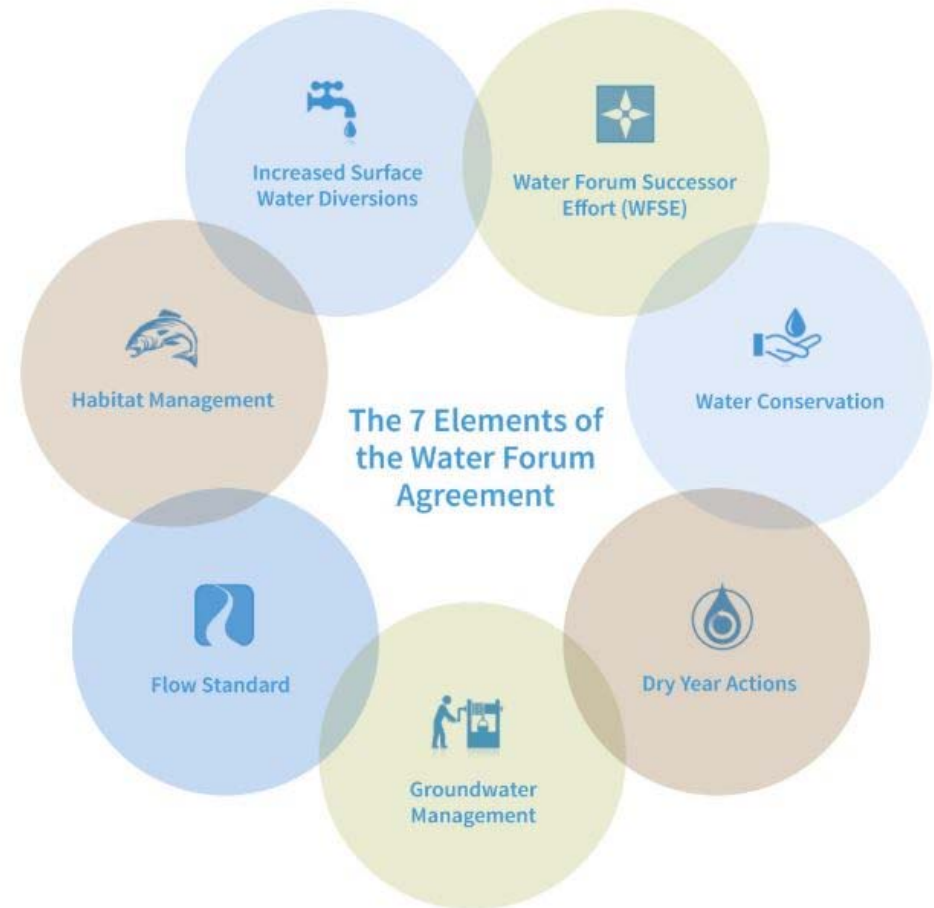 Increased Surface
Water Diversions
Water Forum Successor
Effort (WFSE)
Habitat Management
Water Conservation
The 7 Elements of
the Water Forum
Agreement
Flow Standard
Dry Year Actions
Groundwater
Management